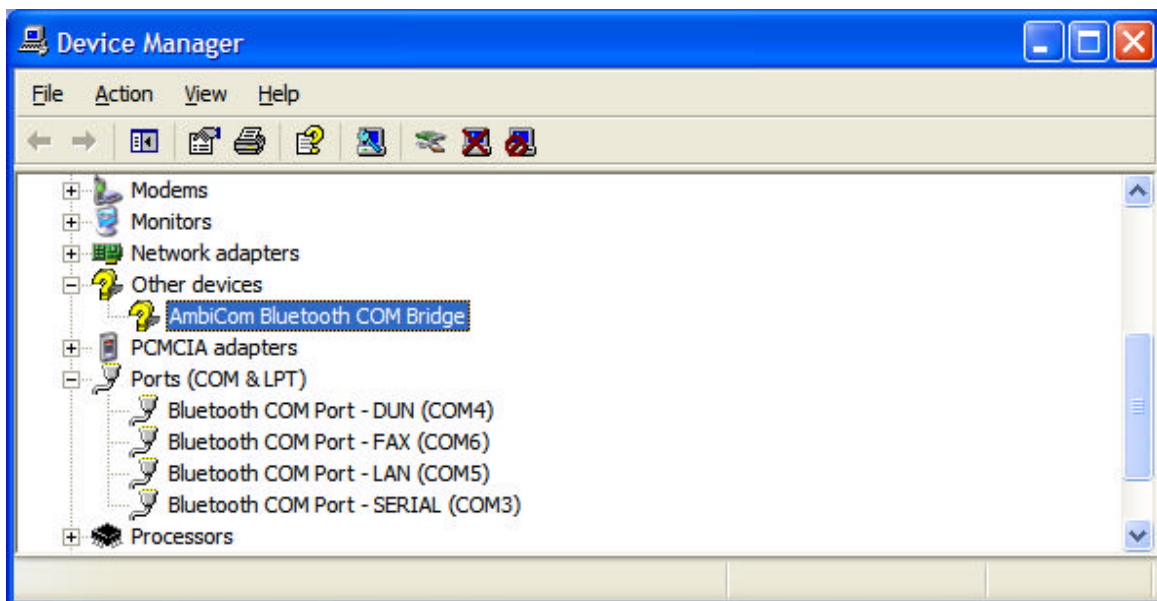 Device Manager
File Action View Help
Modems
Monitors
Network adapters
Other devices
AmbiCom Bluetooth COM Bridge
PCMCIA adapters
Ports (COM & LPT)
Bluetooth COM Port - DUN (COM4)
Bluetooth COM Port - FAX (COM6)
Bluetooth COM Port - LAN (COM5)
Bluetooth COM Port - SERIAL (COM3)
Processors